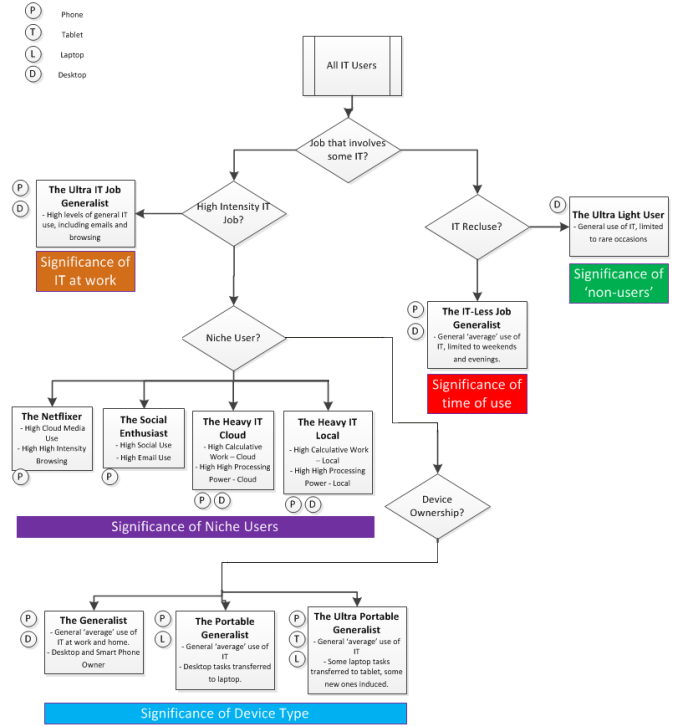 P Phone
T Tablet
L Laptop
D Desktop
All IT Users
Job that involves
some IT?
P
D
The Ultra IT Job
Generalist
- High levels of general IT
use, including emails and
browsing
Significance of
IT at work
High Intensity IT
Job?
IT Recluse?
D
The Ultra Light User
- General use of IT, limited
to rare occasions
Significance of
‘non-users’
P
D
The IT-Less Job
Generalist
- General ‘average’ use of
IT, limited to weekends
and evenings.
Significance of
time of use
Niche User?
The Netflixer
- High Cloud Media
Use
- High High Intensity
Browsing
P
The Social
Enthusiast
- High Social Use
- High Email Use
P
The Heavy IT
Cloud
- High Calculative
Work – Cloud
- High High Processing
Power - Cloud
P D
The Heavy IT
Local
- High Calculative Work
– Local
- High High Processing
Power - Local
P D
Significance of Niche Users
Device
Ownership?
P
D
The Generalist
- General ‘average’ use of
IT at work and home.
- Desktop and Smart Phone
Owner
P
L
The Portable
Generalist
- General ‘average’ use of
IT
- Desktop tasks transferred
to laptop.
P
T
L
The Ultra Portable
Generalist
- General ‘average’ use of
IT
- Some laptop tasks
transferred to tablet, some
new ones induced.
Significance of Device Type